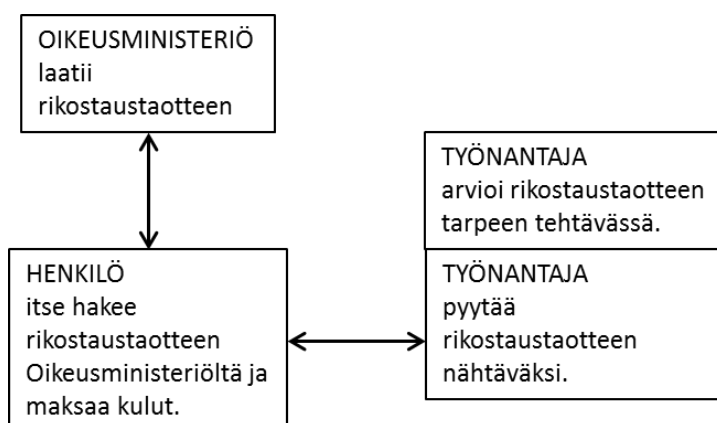 OIKEUSMINISTERIÖ
laatii
rikostaustaotteen
TYÖNANTAJA
arvioi rikostaustaotteen
tarpeen tehtävässä.
HENKILÖ
itse hakee
rikostaustaotteen
Oikeusministeriöltä ja
maksaa kulut.
TYÖNANTAJA
pyytää
rikostaustaotteen
nähtäväksi.